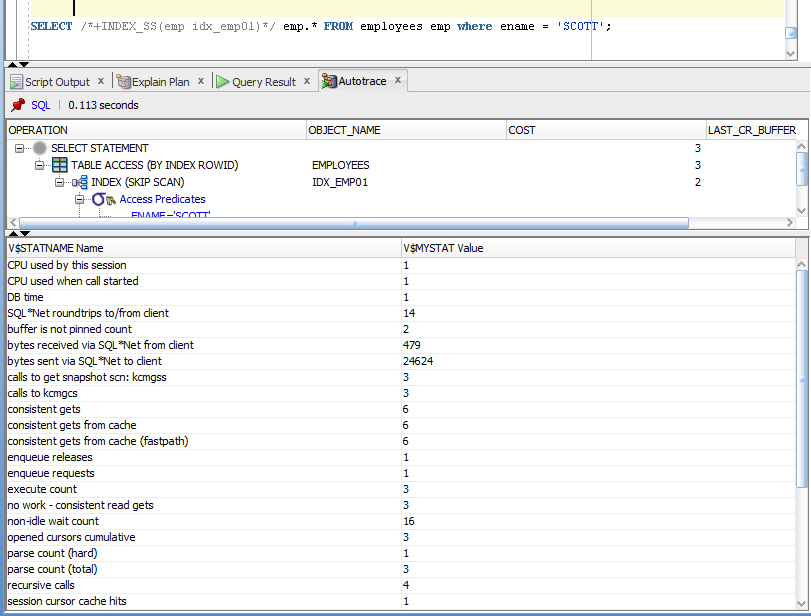 SELECT /*+INDEX_SS(emp idx_emp01)*/ emp.* FROM employees emp where ename = 'SCOTT';
Script Output x Explain Plan x Query Result x Autotrace x
SQL | 0.113 seconds
OPERATION OBJECT_NAME COST LAST_CR_BUFFER
SELECT STATEMENT 3
TABLE ACCESS (BY INDEX ROWID) EMPLOYEES 3
INDEX (SKIP SCAN) IDX_EMP01 2
Access Predicates
ENAME='SCOTT'
V$STATNAME Name V$MYSTAT Value
CPU used by this session 1
CPU used when call started 1
DB time 1
SQL*Net roundtrips to/from client 14
buffer is not pinned count 2
bytes received via SQL*Net from client 479
bytes sent via SQL*Net to client 24624
calls to get snapshot scn: kcmgss 3
calls to kcmgcs 3
consistent gets 6
consistent gets from cache 6
consistent gets from cache (fastpath) 6
enqueue releases 1
enqueue requests 1
execute count 3
no work - consistent read gets 3
non-idle wait count 16
opened cursors cumulative 3
parse count (hard) 1
parse count (total) 3
recursive calls 4
session cursor cache hits 1